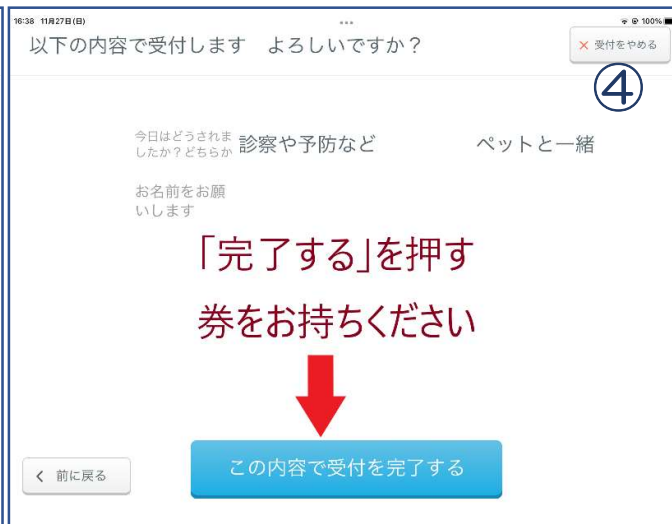 16:38 11月27日(日)
100%
以下の内容で受付します よろしいですか？
× 受付をやめる
④
今日はどうされま
したか？どちらか
診察や予防など ペットと一緒
お名前をお願
いします
「完了する」を押す
券をお持ちください
この内容で受付を完了する
く 前に戻る